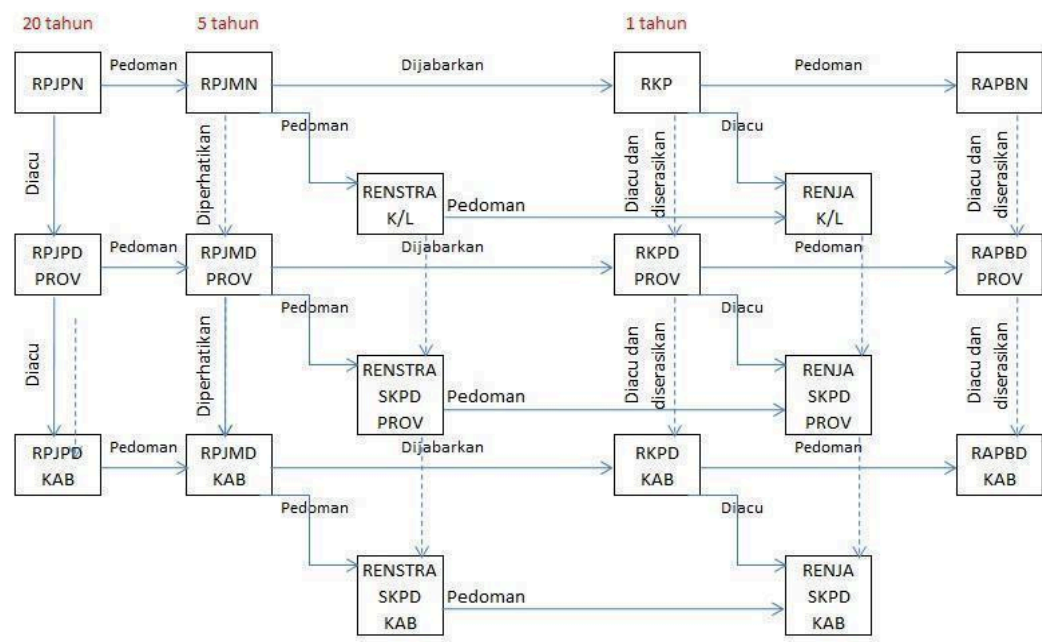 20 tahun
5 tahun
1 tahun
RPJPN
Pedoman
RPJMN
Dijabarkan
RKP
Pedoman
RAPBN
Diacu
Diperhatikan
Pedoman
Diacu dan
diserasikan
Diacu
Diacu dan
diserasikan
RENSTRA
K/L
Pedoman
RENJA
K/L
RPJPD
PROV
Pedoman
RPJMD
PROV
Dijabarkan
RKPD
PROV
Pedoman
RAPBD
PROV
Diacu
Diperhatikan
Pedoman
Diacu dan
diserasikan
Diacu
Diacu dan
diserasikan
RENSTRA
SKPD
PROV
Pedoman
RENJA
SKPD
PROV
RPJPD
KAB
Pedoman
RPJMD
KAB
Dijabarkan
RKPD
KAB
Pedoman
RAPBD
KAB
Pedoman
Diacu
RENSTRA
SKPD
KAB
Pedoman
RENJA
SKPD
KAB